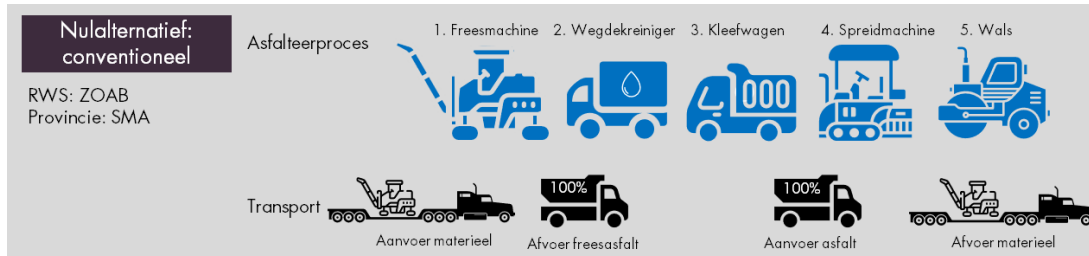 Nulalternatief:
conventioneel
RWS: ZOAB
Provincie: SMA
Asfalteerproces
1. Freesmachine
2. Wegdekreiniger
3. Kleefwagen
4. Spreidmachine
5. Wals
Transport
100%
100%
Aanvoer materieel
Afvoer freesasfalt
Aanvoer asfalt
Afvoer materieel